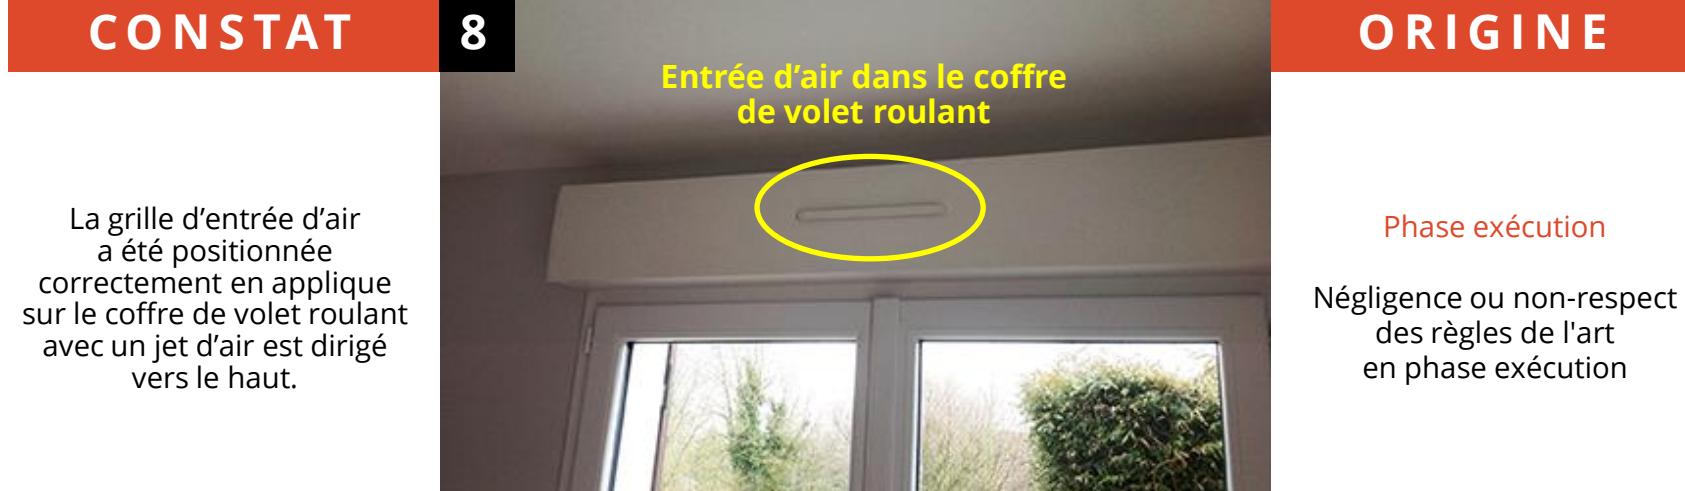 CONSTAT
8
ORIGINE
Entrée d’air dans le coffre
de volet roulant
La grille d’entrée d’air
a été positionnée
correctement en applique
sur le coffre de volet roulant
avec un jet d’air est dirigé
vers le haut.
Phase exécution
Négligence ou non-respect
des règles de l'art
en phase exécution